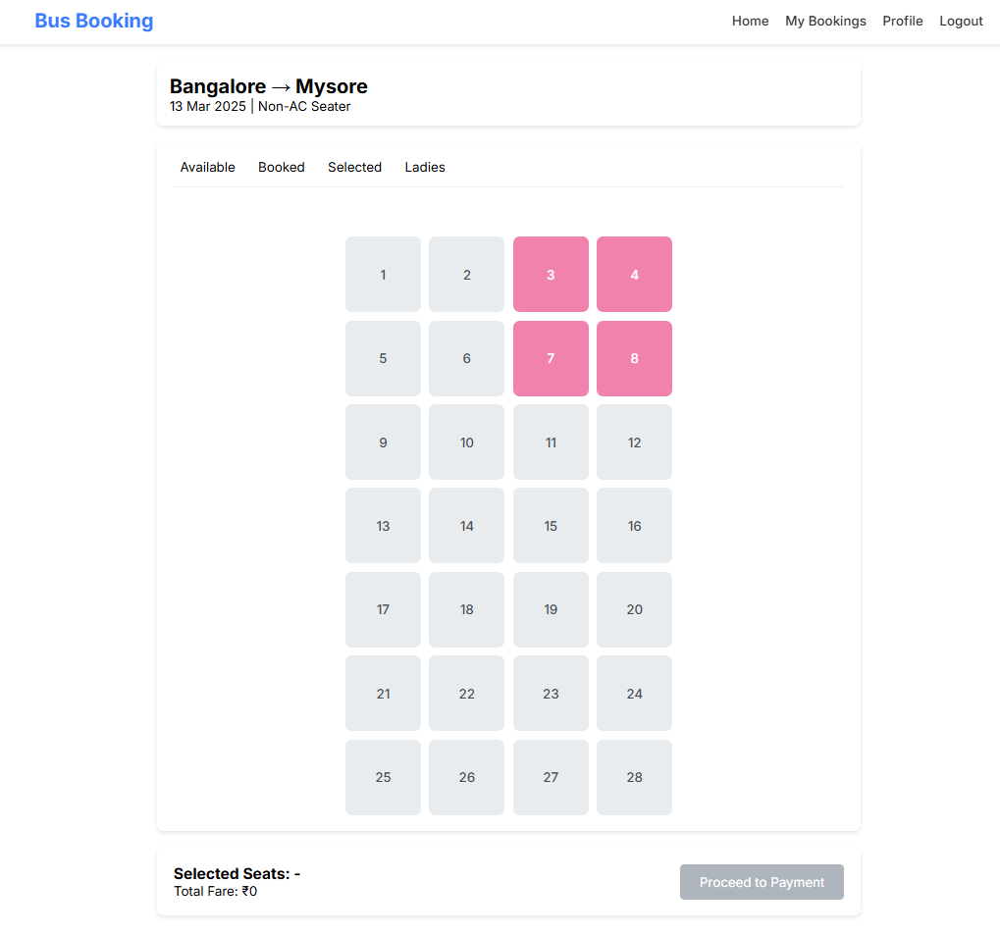 Bus Booking
Home My Bookings Profile Logout
Bangalore → Mysore
13 Mar 2025 | Non-AC Seater
Available Booked Selected Ladies
1 2 3 4
5 6 7 8
9 10 11 12
13 14 15 16
17 18 19 20
21 22 23 24
25 26 27 28
Selected Seats: -
Total Fare: ₹0
Proceed to Payment